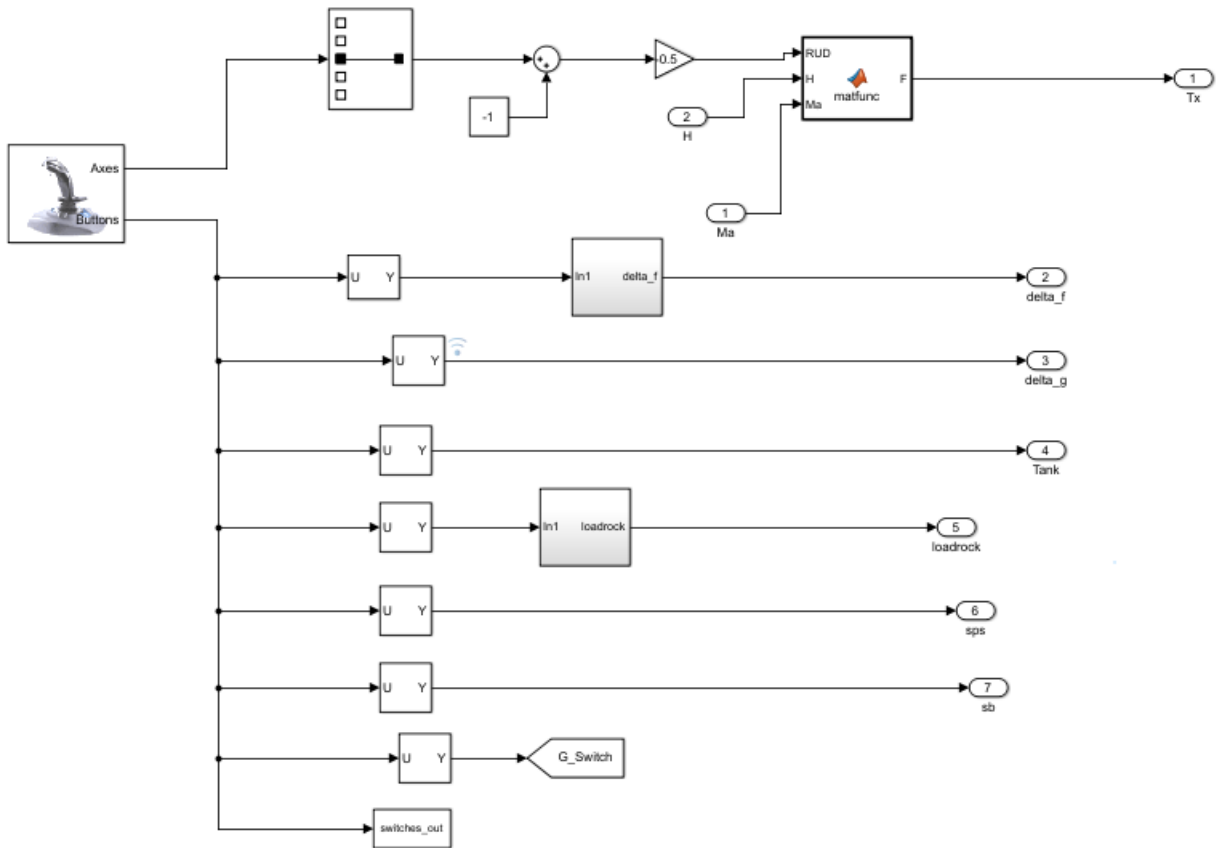 -0.5
RUD
H
Ma
F
matfunc
1
Tx
-1
2
H
Axes
Buttons
1
Ma
U Y
In1 delta_f
2
delta_f
U Y
3
delta_g
U Y
4
Tank
U Y
In1 loadrock
5
loadrock
U Y
6
sps
U Y
7
sb
U Y
G_Switch
switches_out